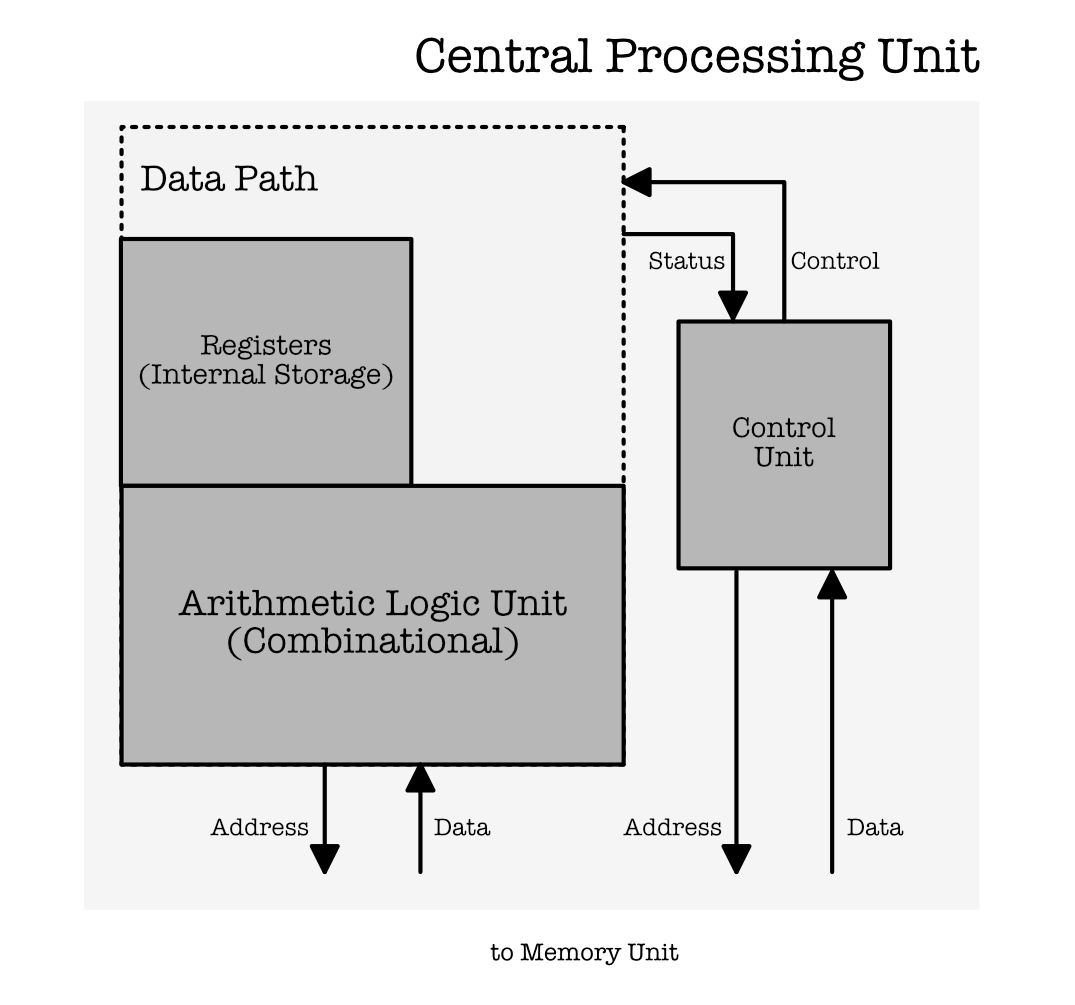 Central Processing Unit
Data Path
Status
Control
Registers
(Internal Storage)
Control
Unit
Arithmetic Logic Unit
(Combinational)
Address
Data
Address
Data
to Memory Unit